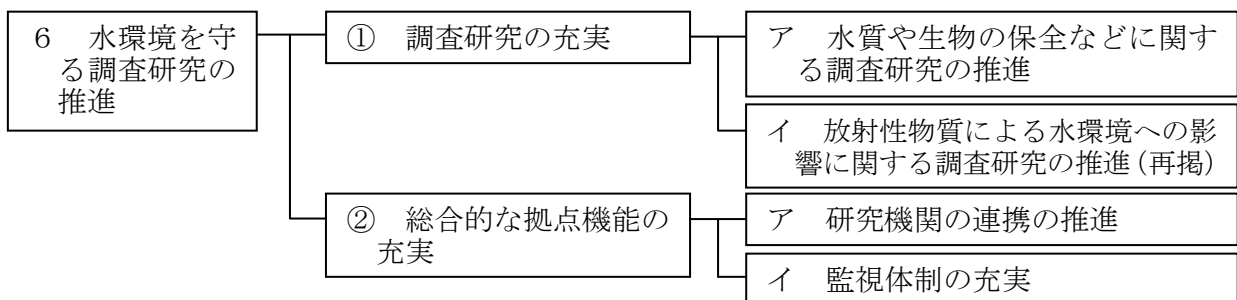 6 水環境を守
る調査研究の
推進
① 調査研究の充実
ア 水質や生物の保全などに関す
る調査研究の推進
イ 放射性物質による水環境への影
響に関する調査研究の推進(再掲)
② 総合的な拠点機能の
充実
ア 研究機関の連携の推進
イ 監視体制の充実